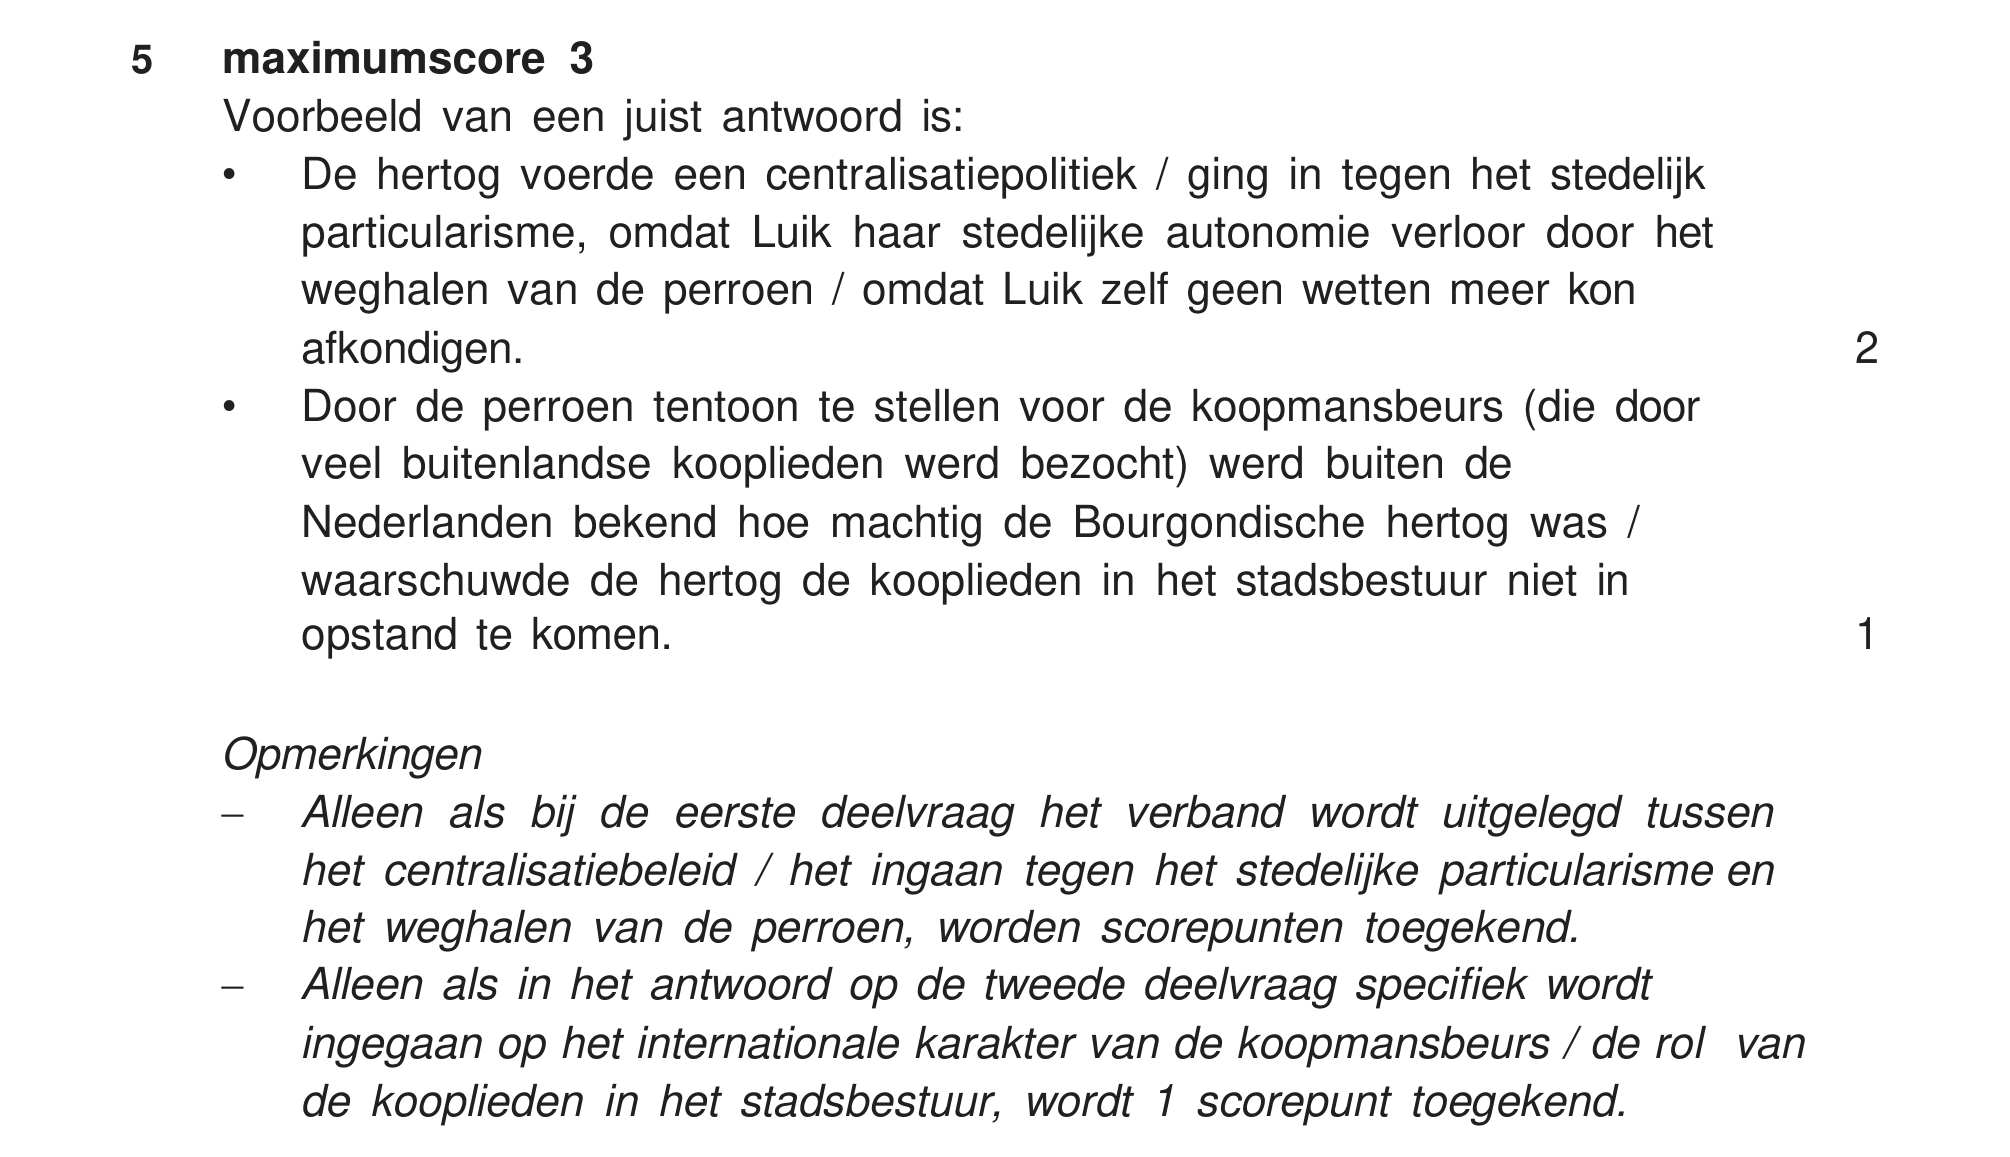 5 maximumscore 3
Voorbeeld van een juist antwoord is:
• De hertog voerde een centralisatiepolitiek / ging in tegen het stedelijk
particularisme, omdat Luik haar stedelijke autonomie verloor door het
weghalen van de perroen / omdat Luik zelf geen wetten meer kon
afkondigen. 2
• Door de perroen tentoon te stellen voor de koopmansbeurs (die door
veel buitenlandse kooplieden werd bezocht) werd buiten de
Nederlanden bekend hoe machtig de Bourgondische hertog was /
waarschuwde de hertog de kooplieden in het stadsbestuur niet in
opstand te komen. 1
Opmerkingen
– Alleen als bij de eerste deelvraag het verband wordt uitgelegd tussen
het centralisatiebeleid / het ingaan tegen het stedelijke particularisme en
het weghalen van de perroen, worden scorepunten toegekend.
– Alleen als in het antwoord op de tweede deelvraag specifiek wordt
ingegaan op het internationale karakter van de koopmansbeurs / de rol van
de kooplieden in het stadsbestuur, wordt 1 scorepunt toegekend.